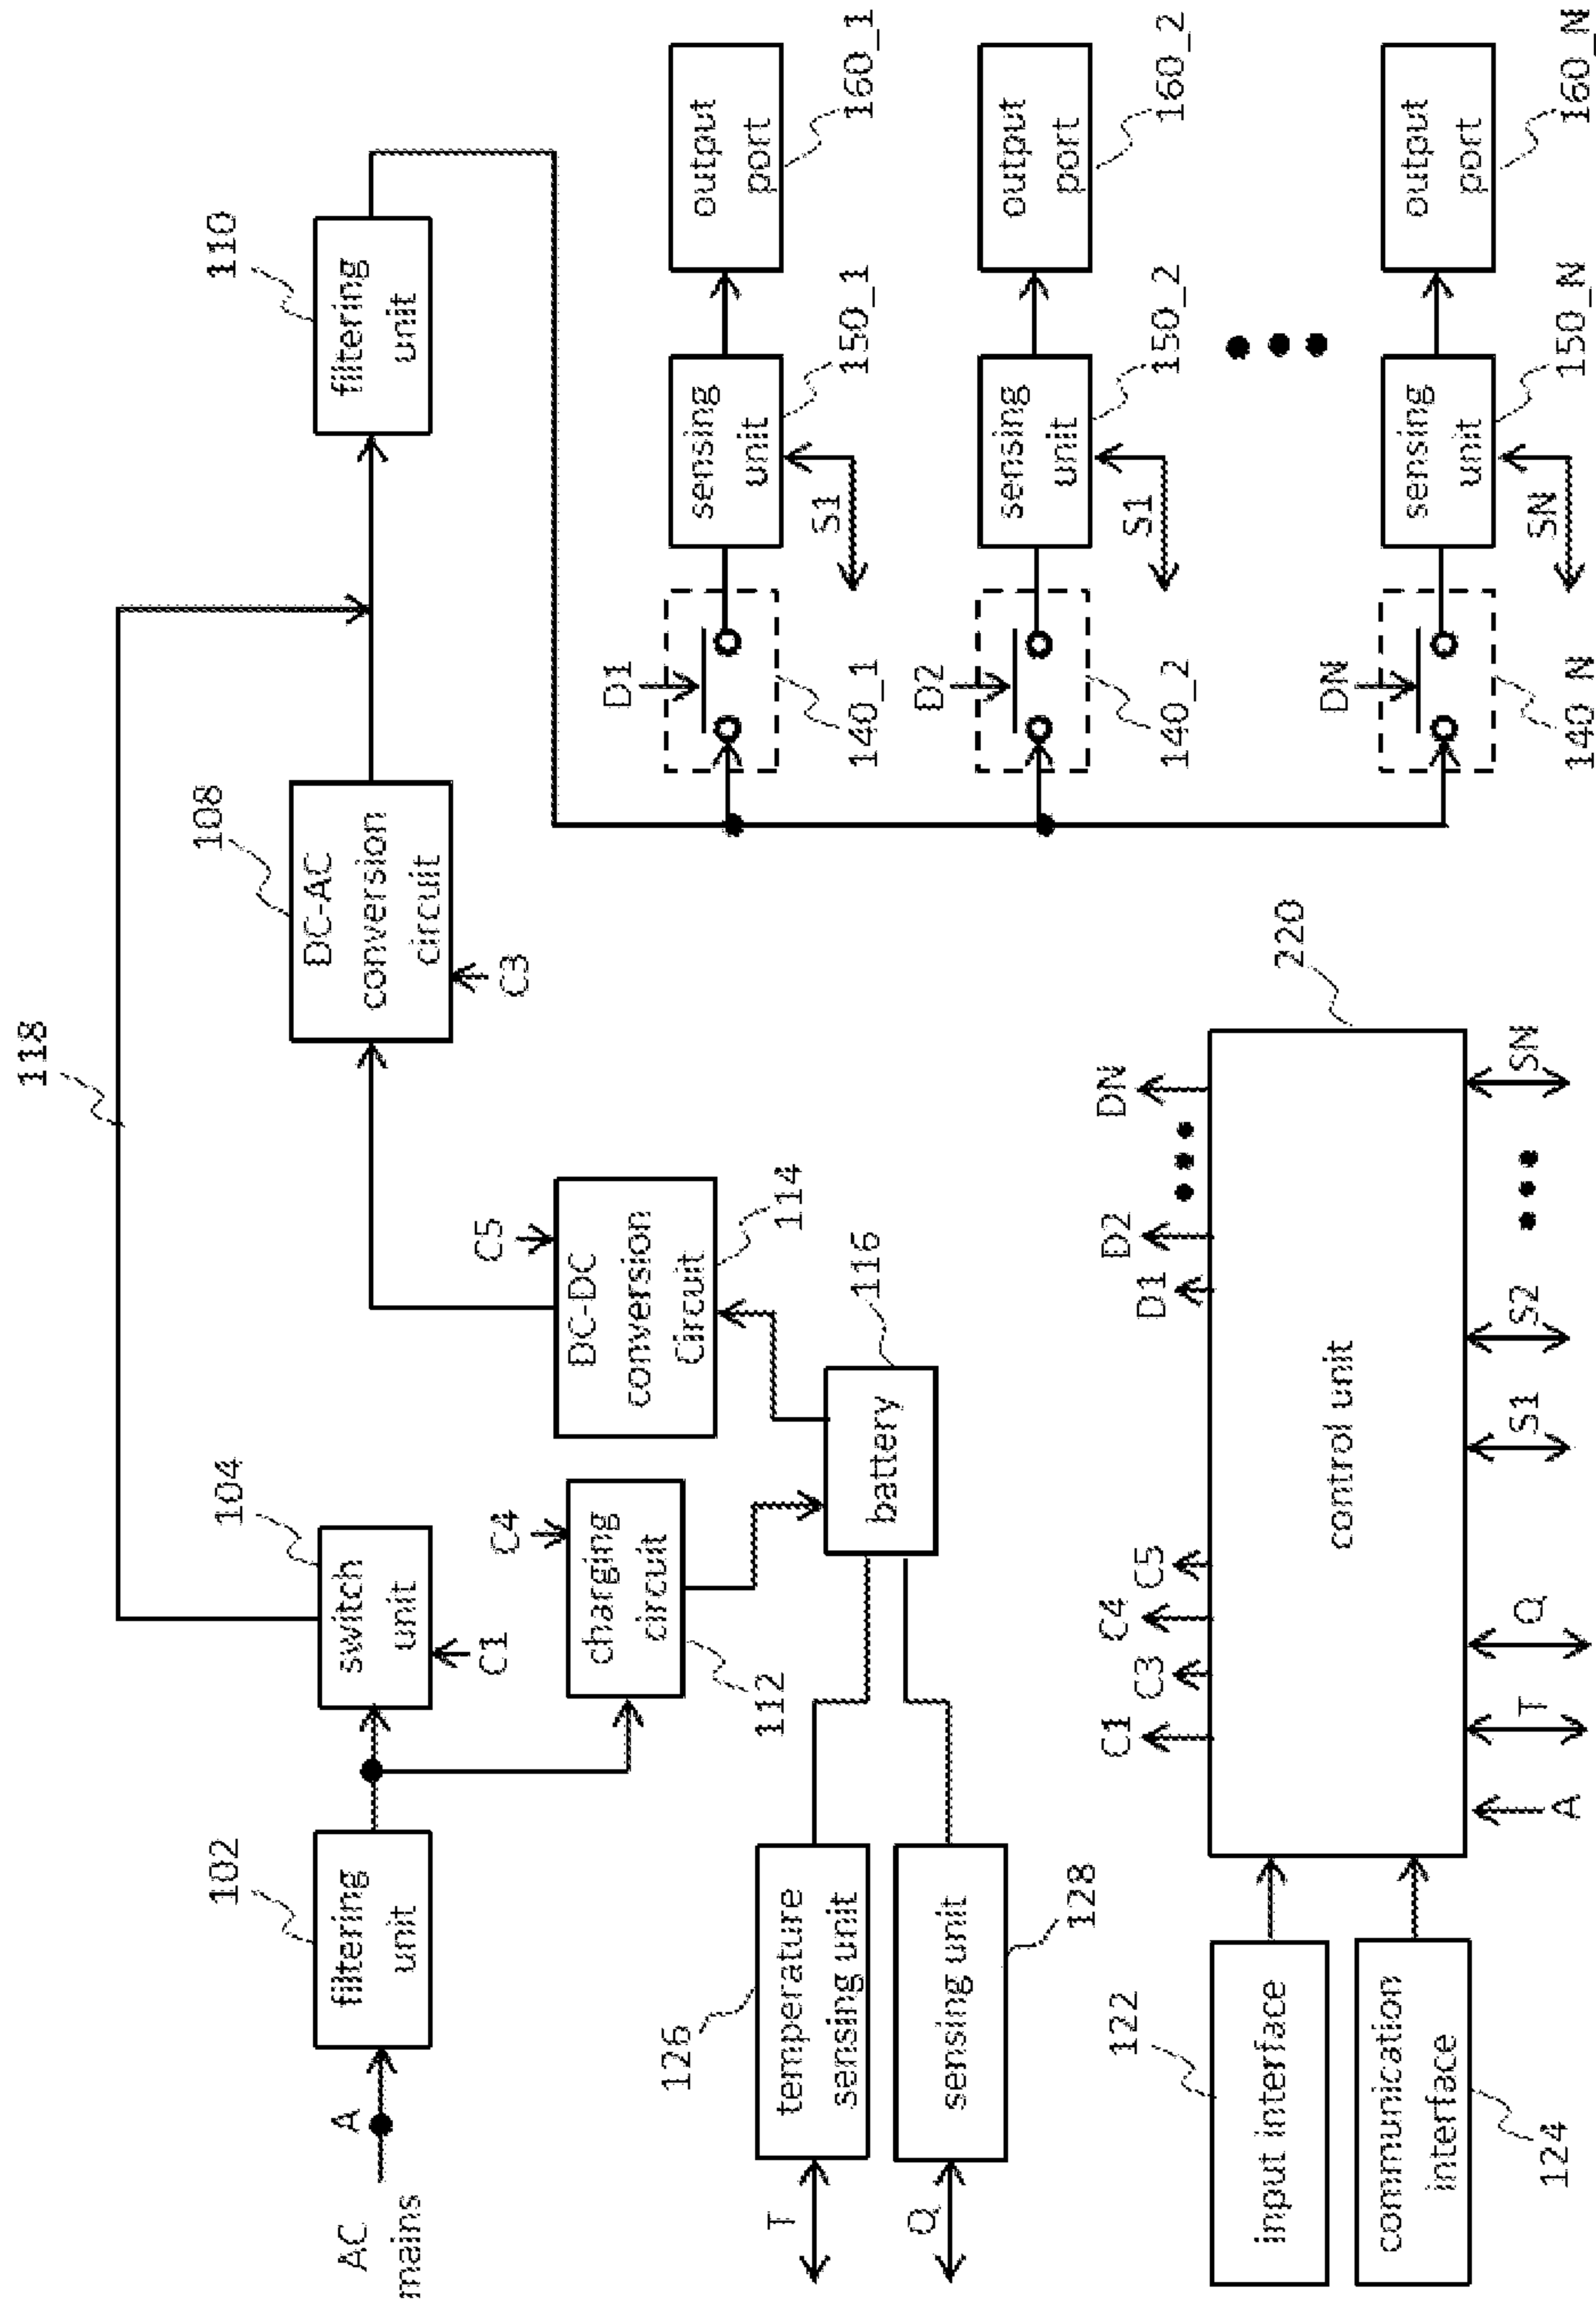 118
110
filtering
unit
108
DC-AC
conversion
circuit
C3
104
switch
unit
C1
102
filtering
unit
A
AC
mains
C5
DC-DC
conversion
Circuit
114
C4
charging
circuit
112
116
battery
126
temperature
sensing unit
T
128
sensing unit
Q
D1
140_1
sensing
unit
S1
150_1
output
port
160_1
D2
140_2
sensing
unit
S1
150_2
output
port
160_2
DN
140_N
sensing
unit
SN
150_N
output
port
160_N
220
control unit
C1
C3
C4
C5
D1
D2
DN
A
T
Q
S1
S2
SN
122
input interface
communication
interface
124